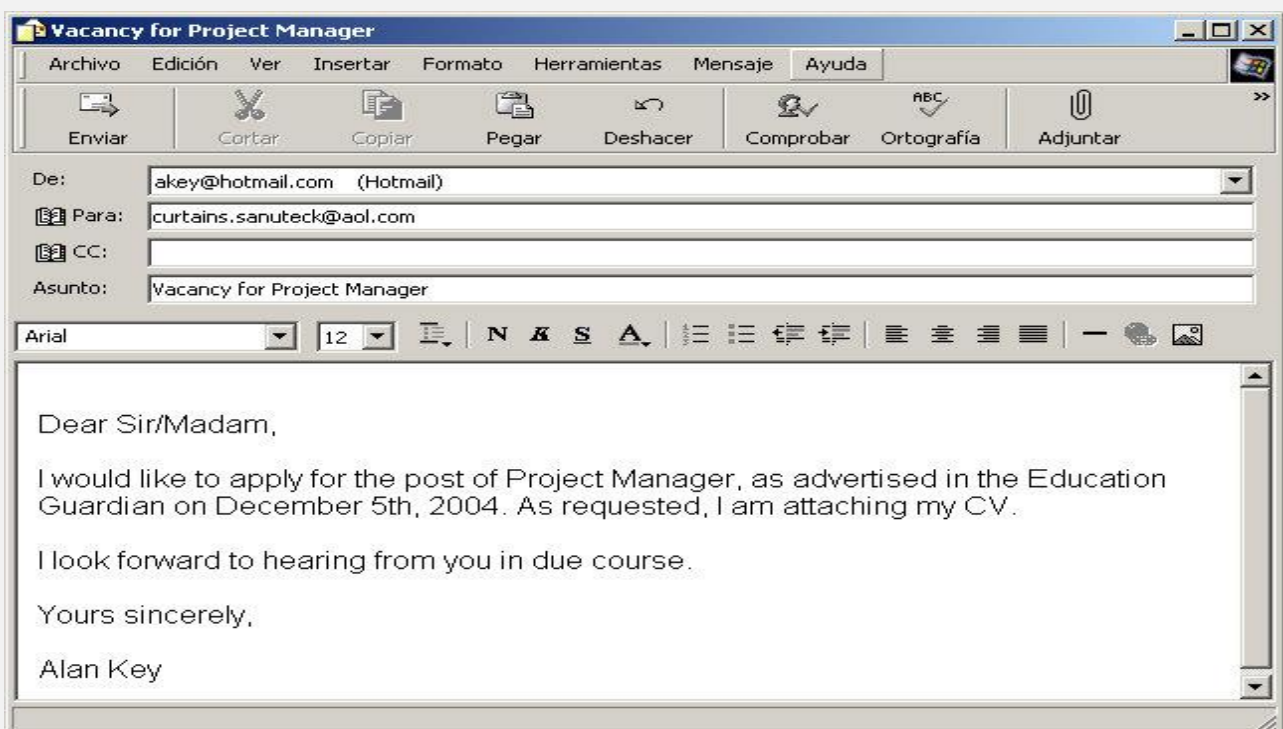 Vacancy for Project Manager
Archivo Edición Ver Insertar Formato Herramientas Mensaje Ayuda
ABC
Enviar Cortar Copiar Pegar Deshacer Comprobar Ortografía Adjuntar
De: akey@hotmail.com (Hotmail)
Para: curtains.sanuteck@aol.com
CC:
Asunto: Vacancy for Project Manager
Arial 12 N K S A
Dear Sir/Madam,
I would like to apply for the post of Project Manager, as advertised in the Education
Guardian on December 5th, 2004. As requested, I am attaching my CV.
I look forward to hearing from you in due course.
Yours sincerely,
Alan Key